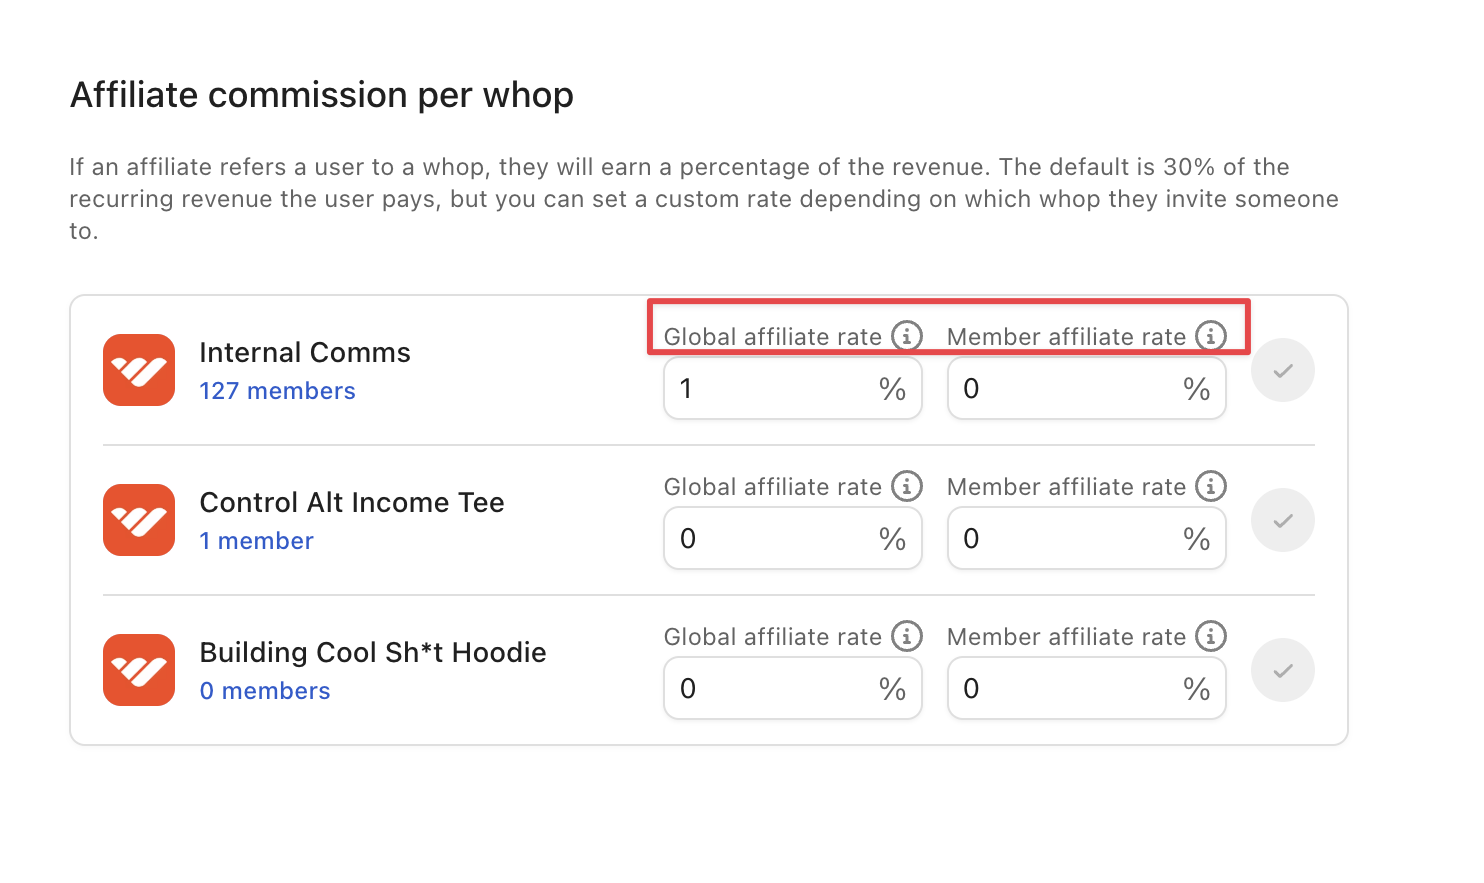 Affiliate commission per whop
If an affiliate refers a user to a whop, they will earn a percentage of the revenue. The default is 30% of the
recurring revenue the user pays, but you can set a custom rate depending on which whop they invite someone
to.
Internal Comms
127 members
Global affiliate rate
1 %
Member affiliate rate
0 %
Control Alt Income Tee
1 member
Global affiliate rate
0 %
Member affiliate rate
0 %
Building Cool Sh*t Hoodie
0 members
Global affiliate rate
0 %
Member affiliate rate
0 %